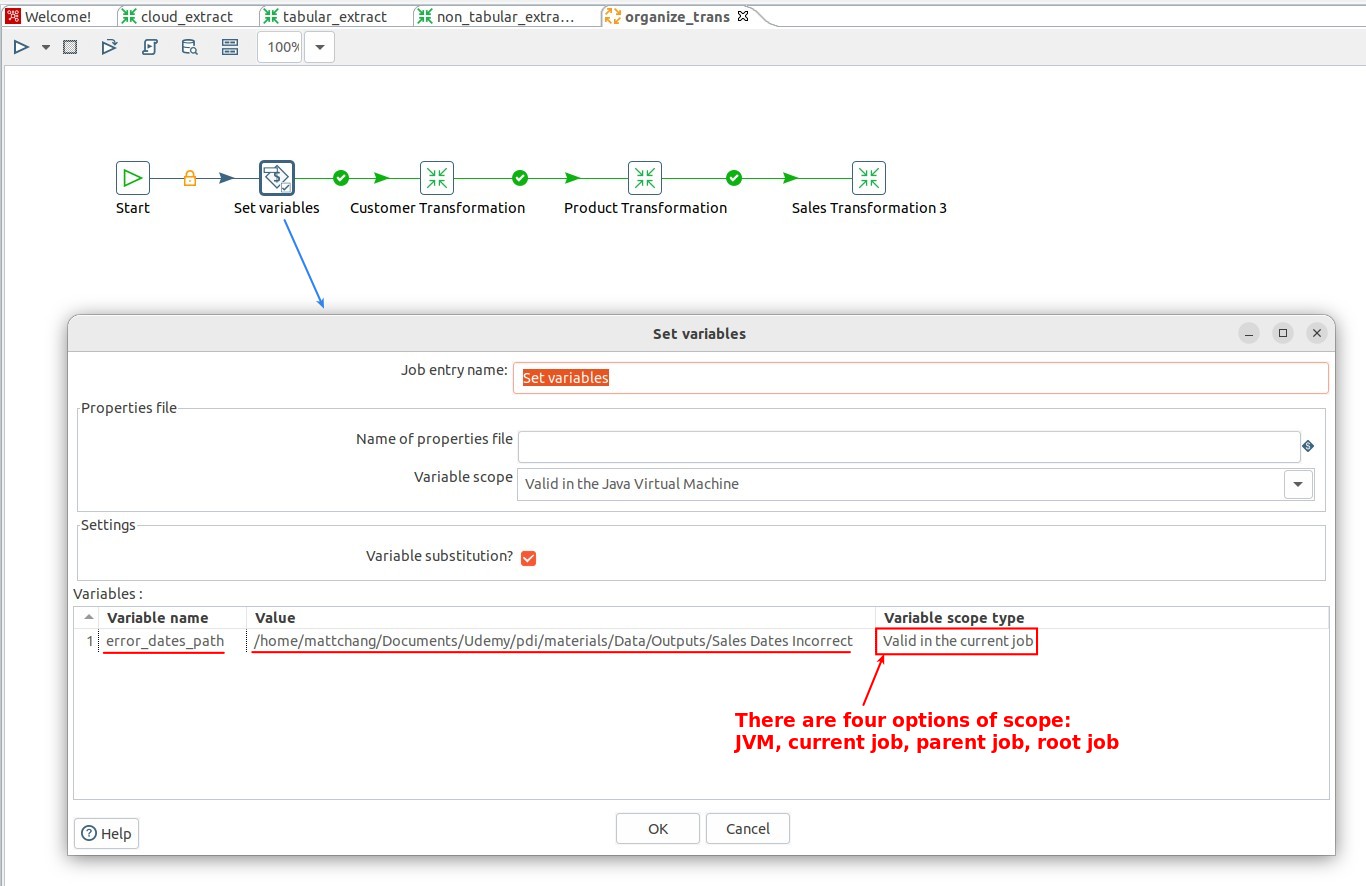 Welcome!
cloud_extract
tabular_extract
non_tabular_extra...
organize_trans
100%
Start
Set variables
Customer Transformation
Product Transformation
Sales Transformation 3
Set variables
Job entry name:
Set variables
Properties file
Name of properties file
Variable scope
Valid in the Java Virtual Machine
Settings
Variable substitution?
Variables :
Variable name
Value
Variable scope type
1
error_dates_path
/home/mattchang/Documents/Udemy/pdi/materials/Data/Outputs/Sales Dates Incorrect
Valid in the current job
There are four options of scope:
JVM, current job, parent job, root job
Help
OK
Cancel